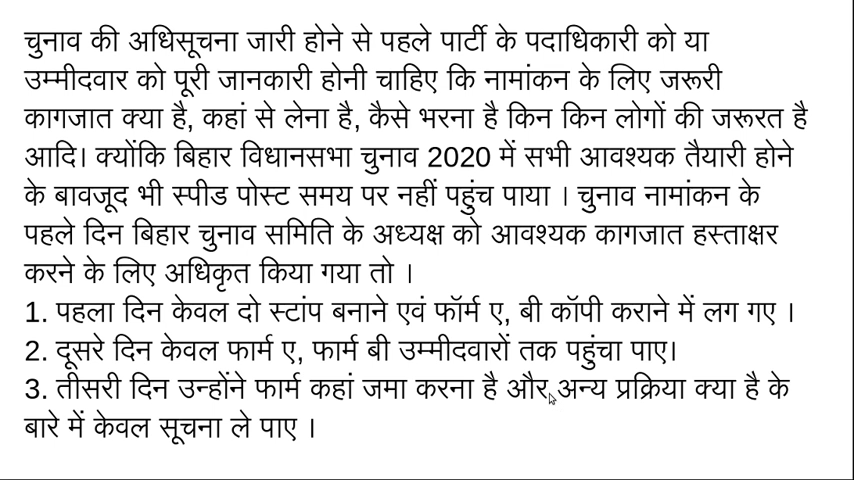 चुनाव की अधिसूचना जारी होने से पहले पार्टी के पदाधिकारी को या
उम्मीदवार को पूरी जानकारी होनी चाहिए कि नामांकन के लिए जरूरी
कागजात क्या है, कहां से लेना है, कैसे भरना है किन किन लोगों की जरूरत है
आदि। क्योंकि बिहार विधानसभा चुनाव 2020 में सभी आवश्यक तैयारी होने
के बावजूद भी स्पीड पोस्ट समय पर नहीं पहुंच पाया । चुनाव नामांकन के
पहले दिन बिहार चुनाव समिति के अध्यक्ष को आवश्यक कागजात हस्ताक्षर
करने के लिए अधिकृत किया गया तो ।
1. पहला दिन केवल दो स्टांप बनाने एवं फॉर्म ए, बी कॉपी कराने में लग गए ।
2. दूसरे दिन केवल फार्म ए, फार्म बी उम्मीदवारों तक पहुंचा पाए।
3. तीसरी दिन उन्होंने फार्म कहां जमा करना है और अन्य प्रक्रिया क्या है के
बारे में केवल सूचना ले पाए ।